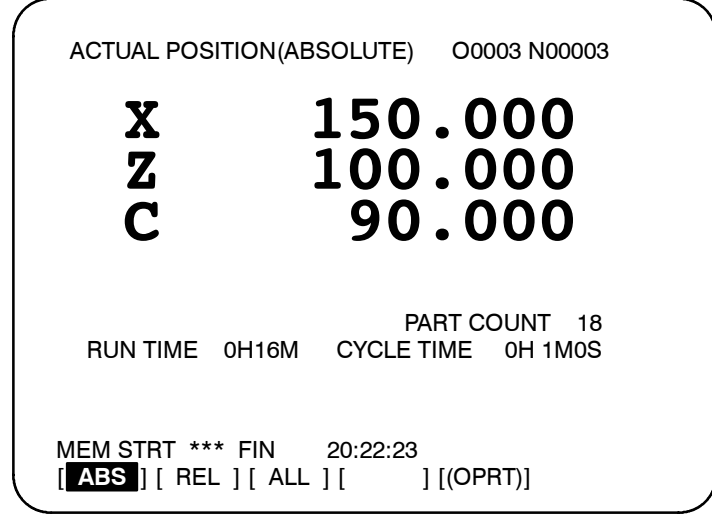 ACTUAL POSITION(ABSOLUTE) O0003 N00003
X 150.000
Z 100.000
C 90.000
PART COUNT 18
RUN TIME 0H16M CYCLE TIME 0H 1M0S
MEM STRT *** FIN 20:22:23
[ ABS ] [ REL ] [ ALL ] [ ] [(OPRT)]